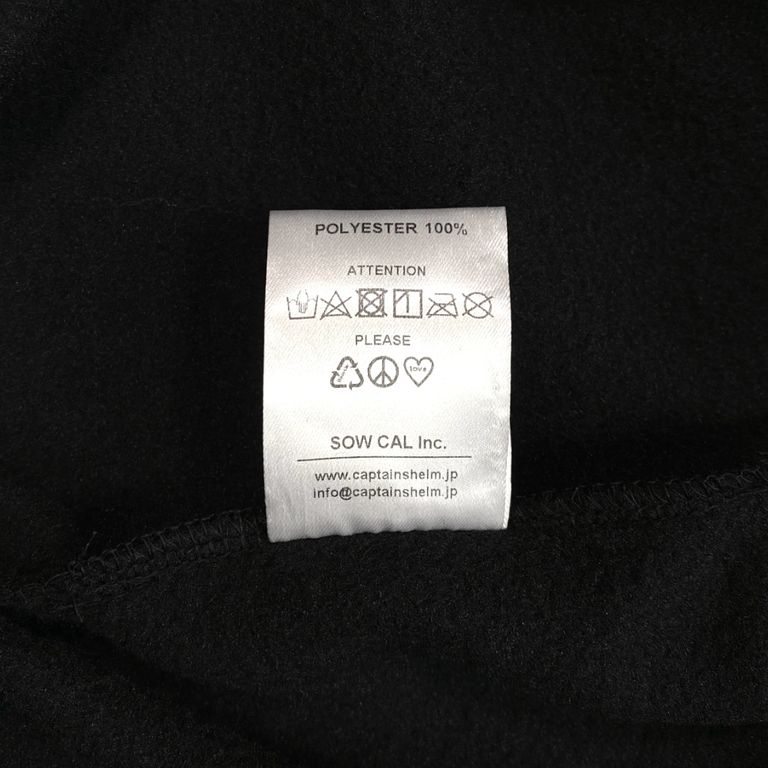 POLYESTER 100%
ATTENTION
PLEASE
love
SOW CAL Inc.
www.captainshelm.jp
info@captainshelm.jp